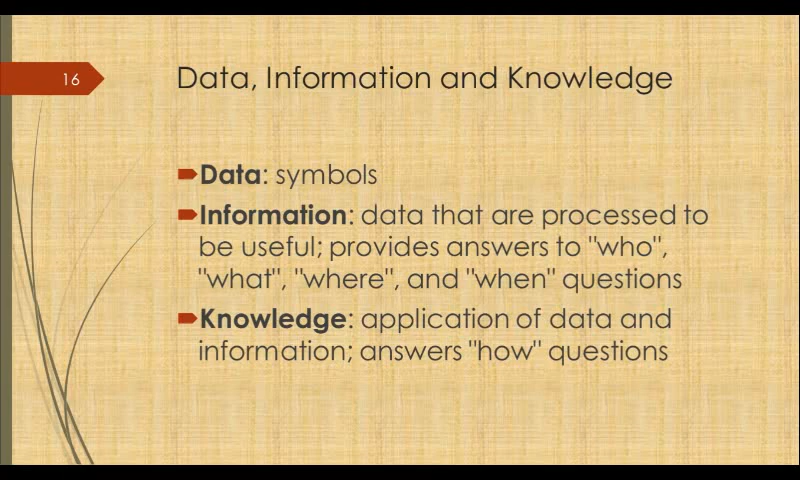 16
Data, Information and Knowledge
Data: symbols
Information: data that are processed to
be useful; provides answers to "who",
"what", "where", and "when" questions
Knowledge: application of data and
information; answers "how" questions